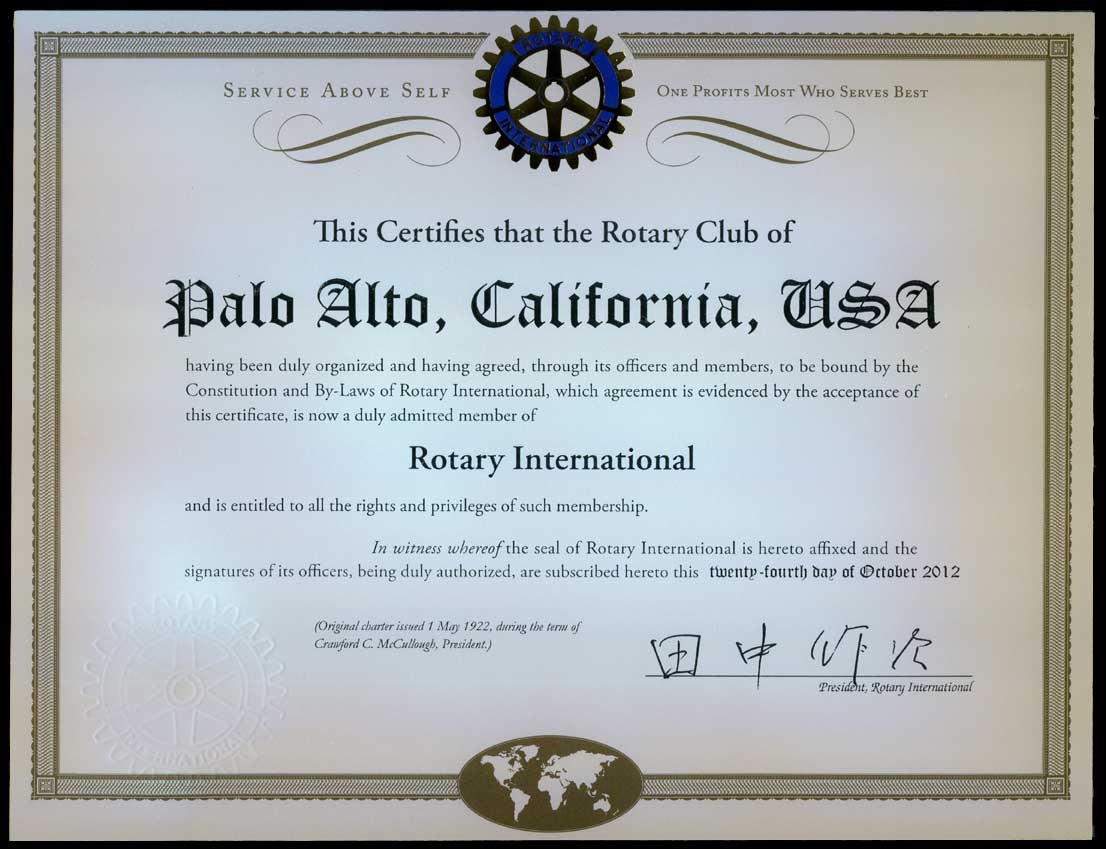 ROTARY
INTERNATIONAL
SERVICE ABOVE SELF
ONE PROFITS MOST WHO SERVES BEST
This Certifies that the Rotary Club of
Palo Alto, California, USA
having been duly organized and having agreed, through its officers and members, to be bound by the
Constitution and By-Laws of Rotary International, which agreement is evidenced by the acceptance of
this certificate, is now a duly admitted member of
Rotary International
and is entitled to all the rights and privileges of such membership.
In witness whereof the seal of Rotary International is hereto affixed and the
signatures of its officers, being duly authorized, are subscribed hereto this twenty-fourth day of October 2012
(Original charter issued 1 May 1922, during the term of
Crawford C. McCullough, President.)
田中作次
President, Rotary International
ROTARY
INTERNATIONAL